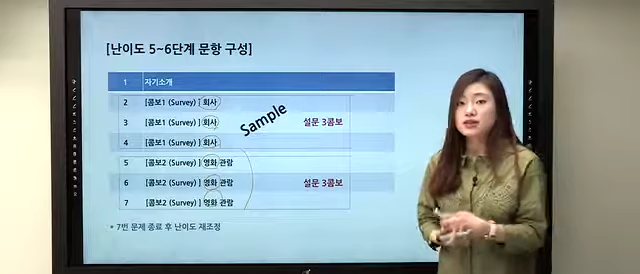 [난이도 5~6단계 문항 구성]
1 자기소개
2 [콤보1 (Survey) ] 회사
3 [콤보1 (Survey) ] 회사
4 [콤보1 (Survey) ] 회사
설문 3콤보
Sample
5 [콤보2 (Survey) ] 영화 관람
6 [콤보2 (Survey) ] 영화 관람
7 [콤보2 (Survey) ] 영화 관람
설문 3콤보
* 7번 문제 종료 후 난이도 재조정